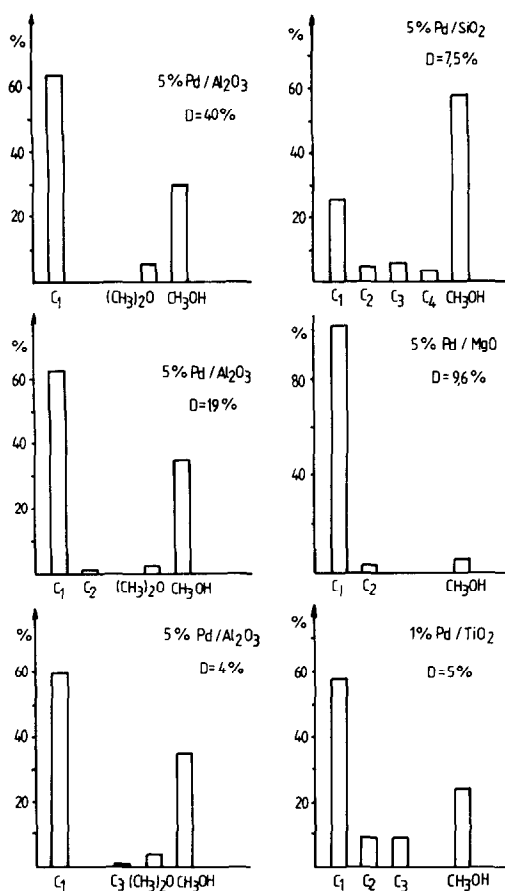 %
5% Pd/Al2O3
D=40%
60
40
20
C1 (CH3)2O CH3OH
5% Pd/SiO2
D=7,5%
%
60
40
20
C1 C2 C3 C4 CH3OH
%
5% Pd/Al2O3
D=19%
60
40
20
C1 C2 (CH3)2O CH3OH
%
5% Pd/MgO
D=9,6%
80
40
20
C1 C2 CH3OH
%
5% Pd/Al2O3
D=4%
60
40
20
C1 C3 (CH3)2O CH3OH
%
1% Pd/TiO2
D=5%
60
40
20
C1 C2 C3 CH3OH